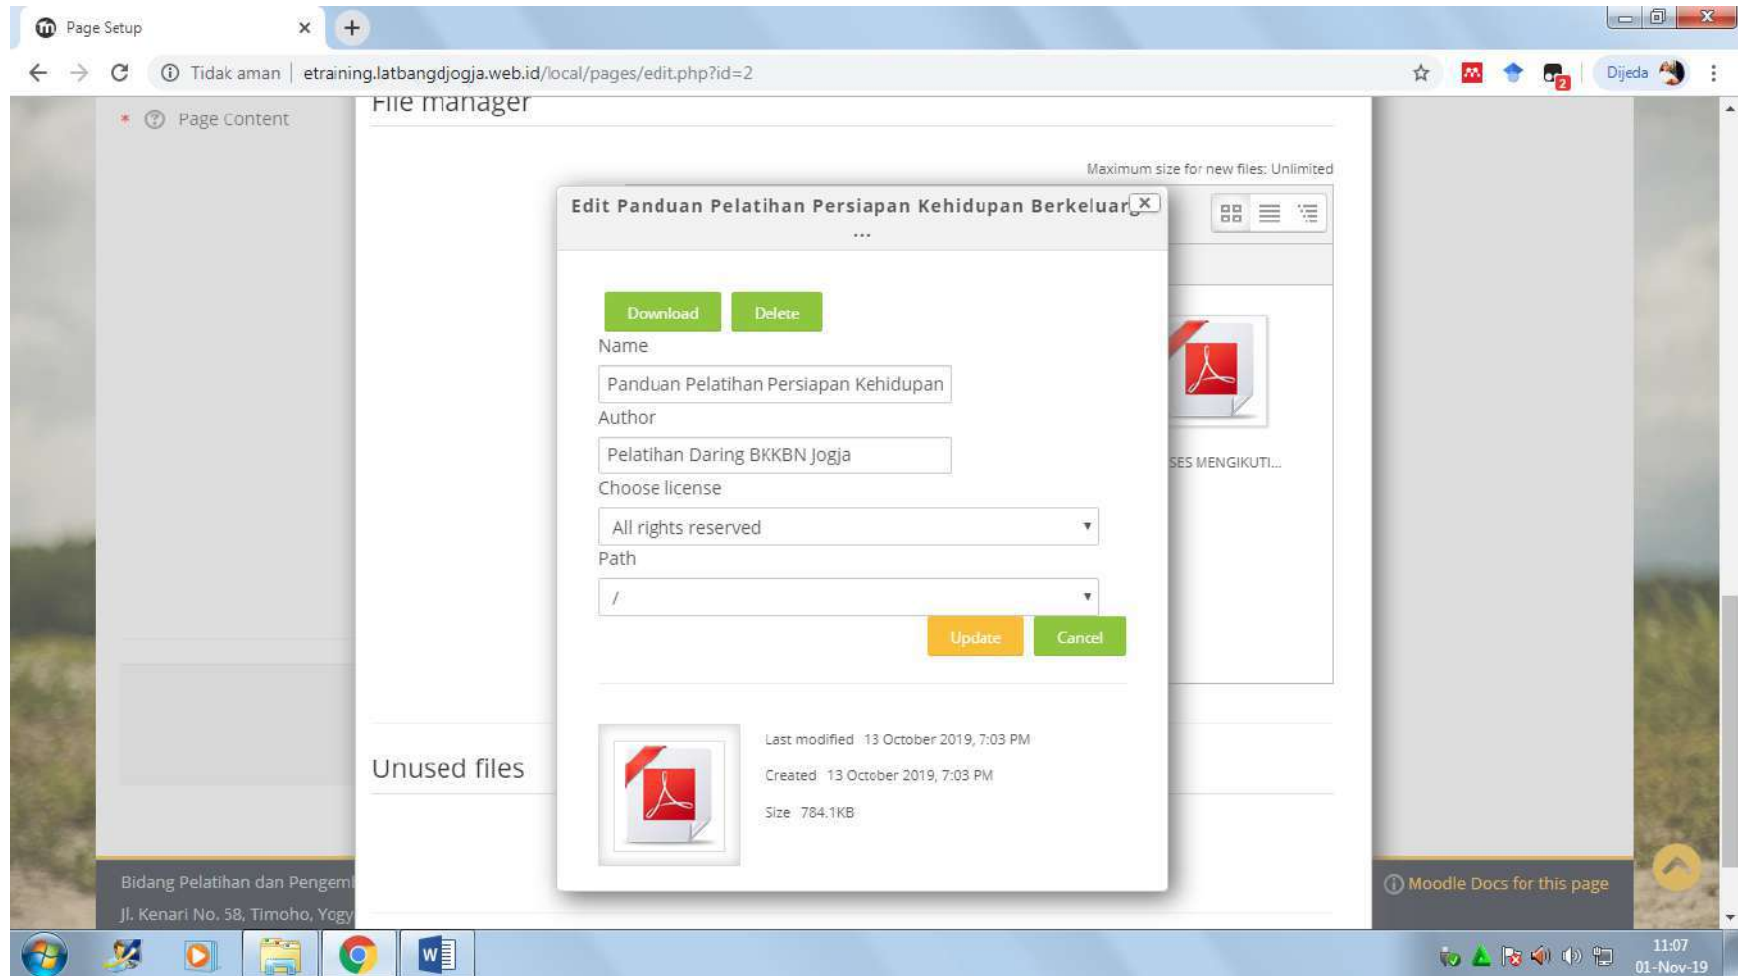 Page Setup
Tidak aman | etraining.latbangdjogja.web.id/local/pages/edit.php?id=2
2
Dijeda
File manager
* Page Content
Maximum size for new files: Unlimited
Edit Panduan Pelatihan Persiapan Kehidupan Berkeluarg
...
Download Delete
Name
Panduan Pelatihan Persiapan Kehidupan
Author
Pelatihan Daring BKKBN Jogja
SES MENGIKUTI...
Choose license
All rights reserved
Path
/
Update Cancel
Unused files
Last modified 13 October 2019, 7:03 PM
Created 13 October 2019, 7:03 PM
Size 784.1KB
Bidang Pelatihan dan Pengem
Moodle Docs for this page
Jl. Kenari No. 58, Timoho, Yogy
11:07
01-Nov-19